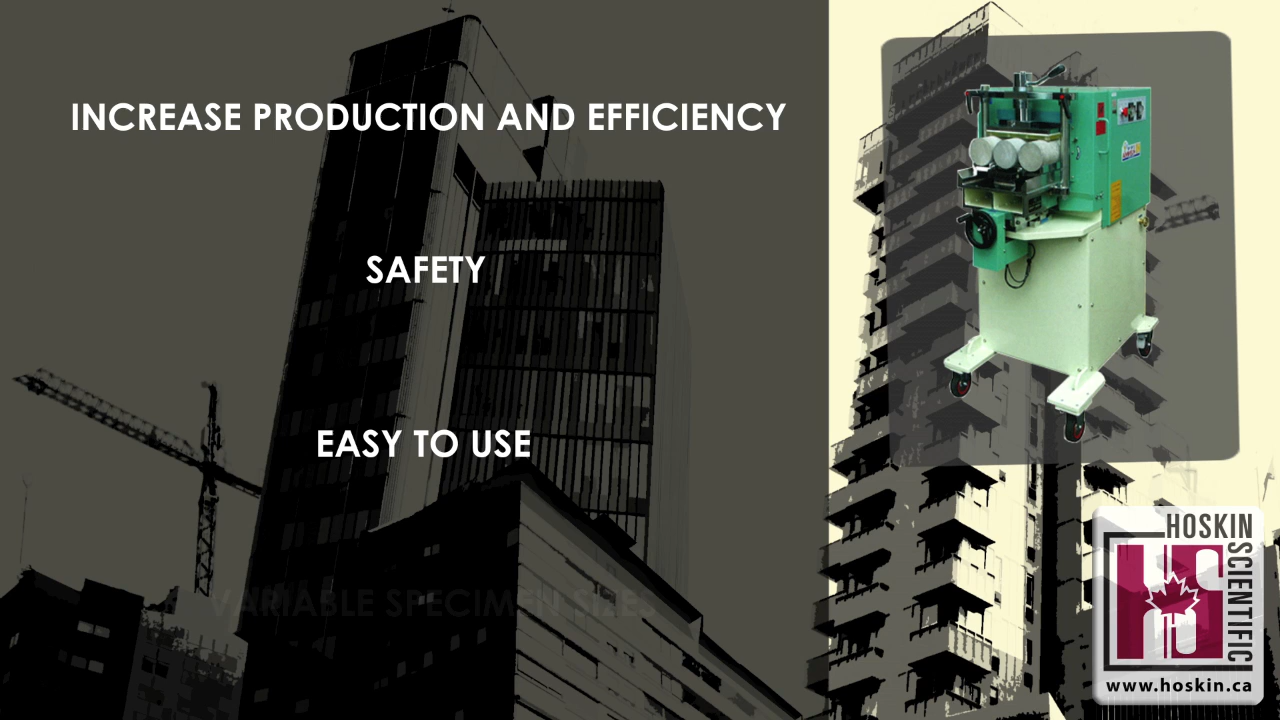 INCREASE PRODUCTION AND EFFICIENCY
SAFETY
EASY TO USE
VARIABLE SPECIMEN SIZES
HOSKIN
SCIENTIFIC
www.hoskin.ca